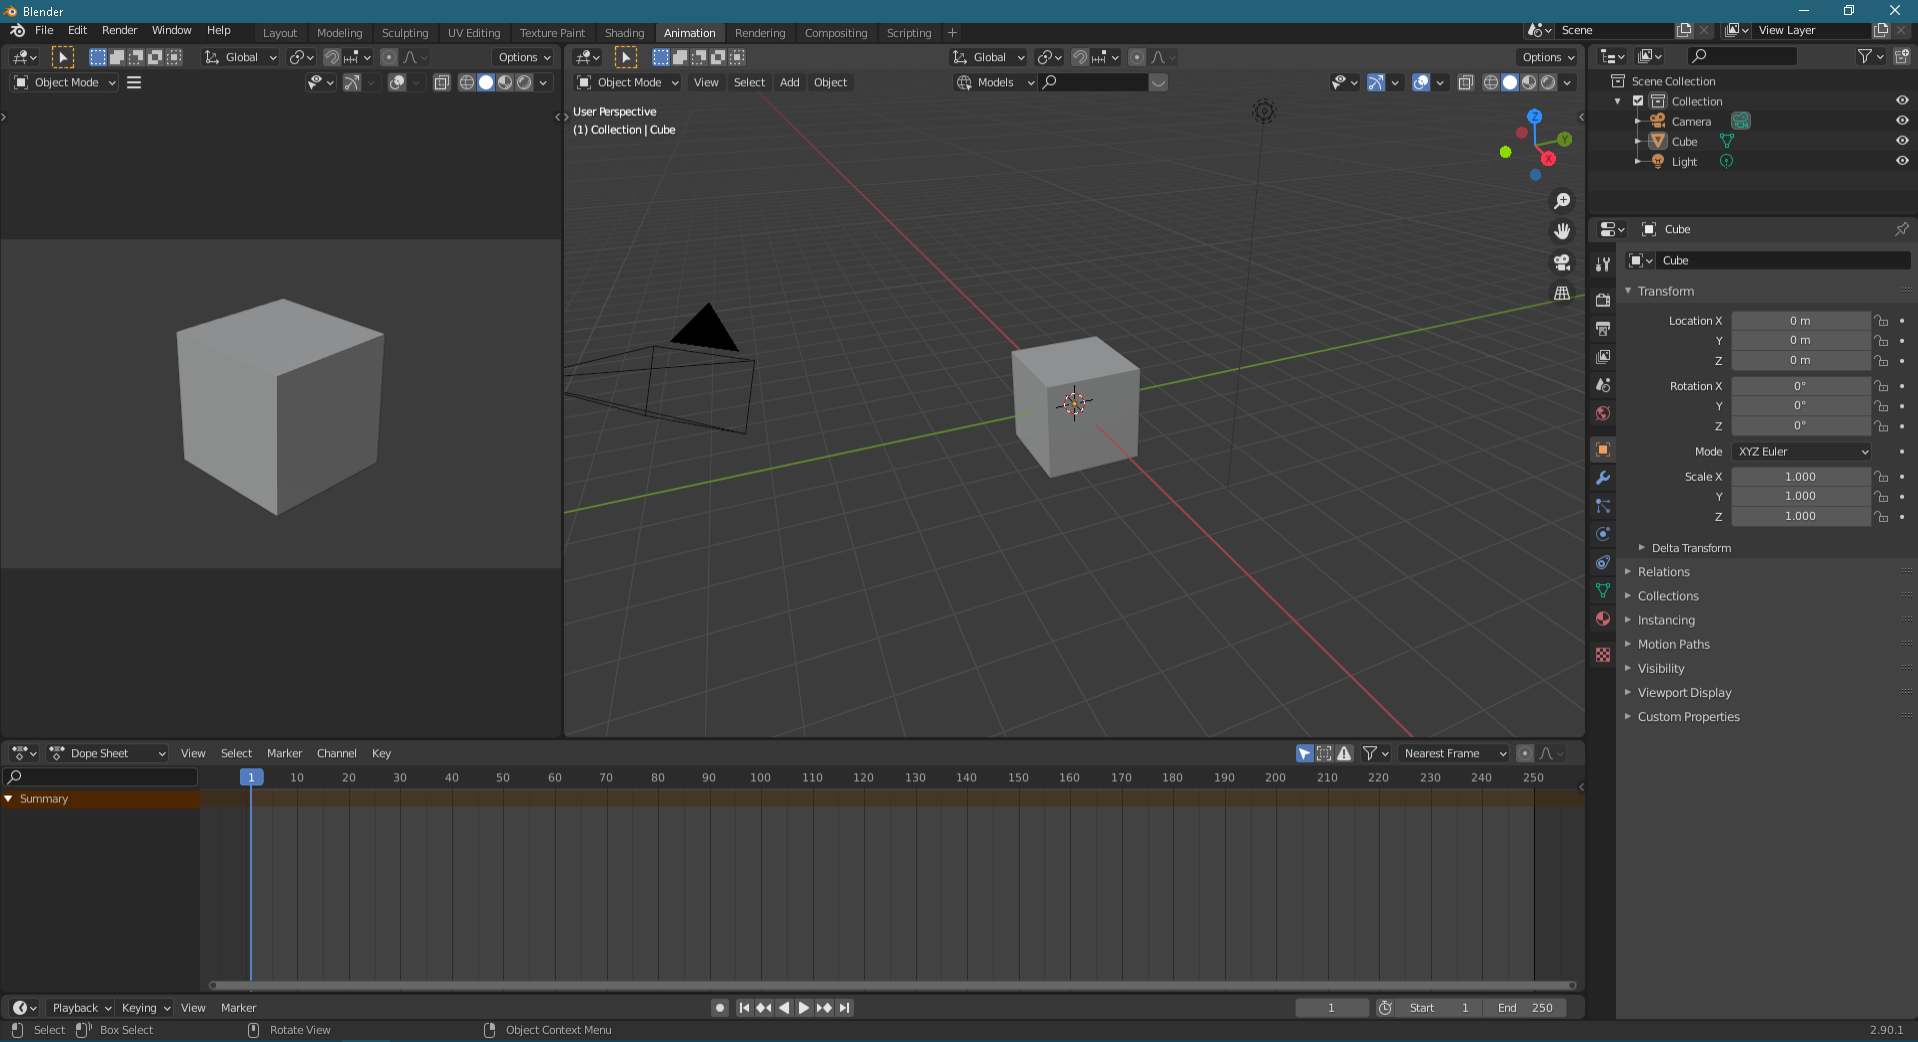 Blender
File Edit Render Window Help Layout Modeling Sculpting UV Editing Texture Paint Shading Animation Rendering Compositing Scripting + Scene View Layer
Global Options Global Options
Object Mode Object Mode View Select Add Object Models
User Perspective
(1) Collection | Cube
Z
Y
X
Scene Collection
Collection
Camera
Cube
Light
Cube
Cube
Transform
Location X 0 m
Y 0 m
Z 0 m
Rotation X 0°
Y 0°
Z 0°
Mode XYZ Euler
Scale X 1.000
Y 1.000
Z 1.000
Delta Transform
Relations
Collections
Instancing
Motion Paths
Visibility
Viewport Display
Custom Properties
Dope Sheet View Select Marker Channel Key Nearest Frame
1 10 20 30 40 50 60 70 80 90 100 110 120 130 140 150 160 170 180 190 200 210 220 230 240 250
Summary
Playback Keying View Marker 1 Start 1 End 250
Select Box Select Rotate View Object Context Menu 2.90.1